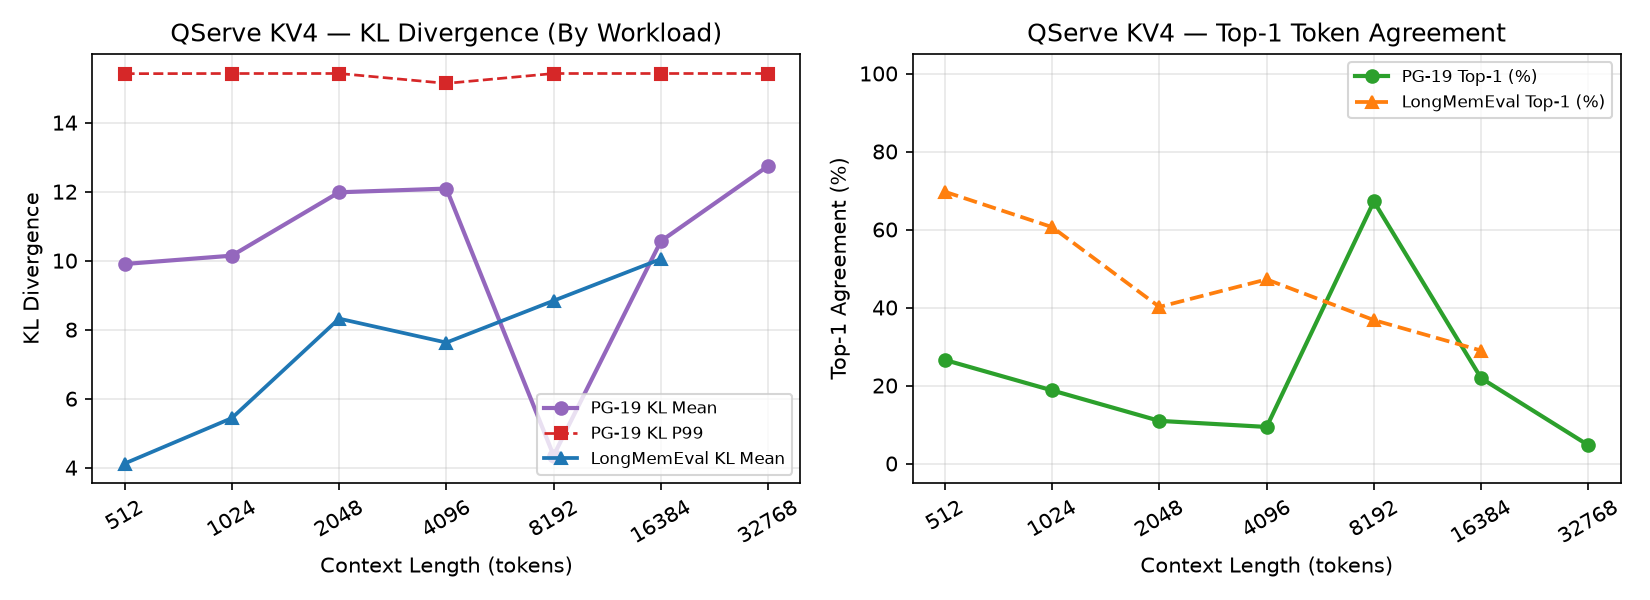 QServe KV4 — KL Divergence (By Workload)
KL Divergence
14
12
10
8
6
4
PG-19 KL Mean
PG-19 KL P99
LongMemEval KL Mean
512
1024
2048
4096
8192
16384
32768
Context Length (tokens)
QServe KV4 — Top-1 Token Agreement
Top-1 Agreement (%)
100
80
60
40
20
0
PG-19 Top-1 (%)
LongMemEval Top-1 (%)
512
1024
2048
4096
8192
16384
32768
Context Length (tokens)